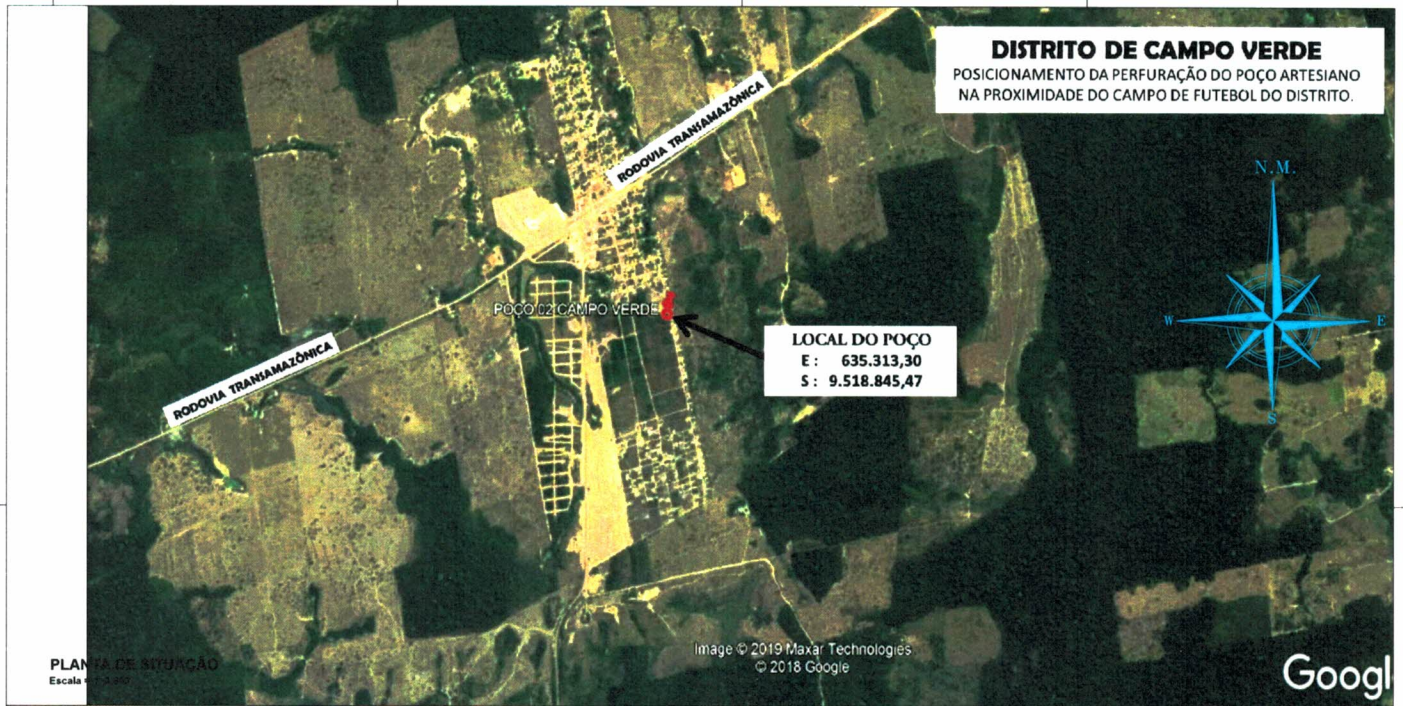 DISTRITO DE CAMPO VERDE
POSICIONAMENTO DA PERFURAÇÃO DO POÇO ARTESIANO
NA PROXIMIDADE DO CAMPO DE FUTEBOL DO DISTRITO.
RODOVIA TRANSAMAZÔNICA
N.M.
W
E
S
POÇO 02 CAMPO VERDE
LOCAL DO POÇO
E : 635.313,30
S : 9.518.845,47
RODOVIA TRANSAMAZÔNICA
PLANTA DE SITUAÇÃO
Escala
Image © 2019 Maxar Technologies
© 2018 Google
Googl